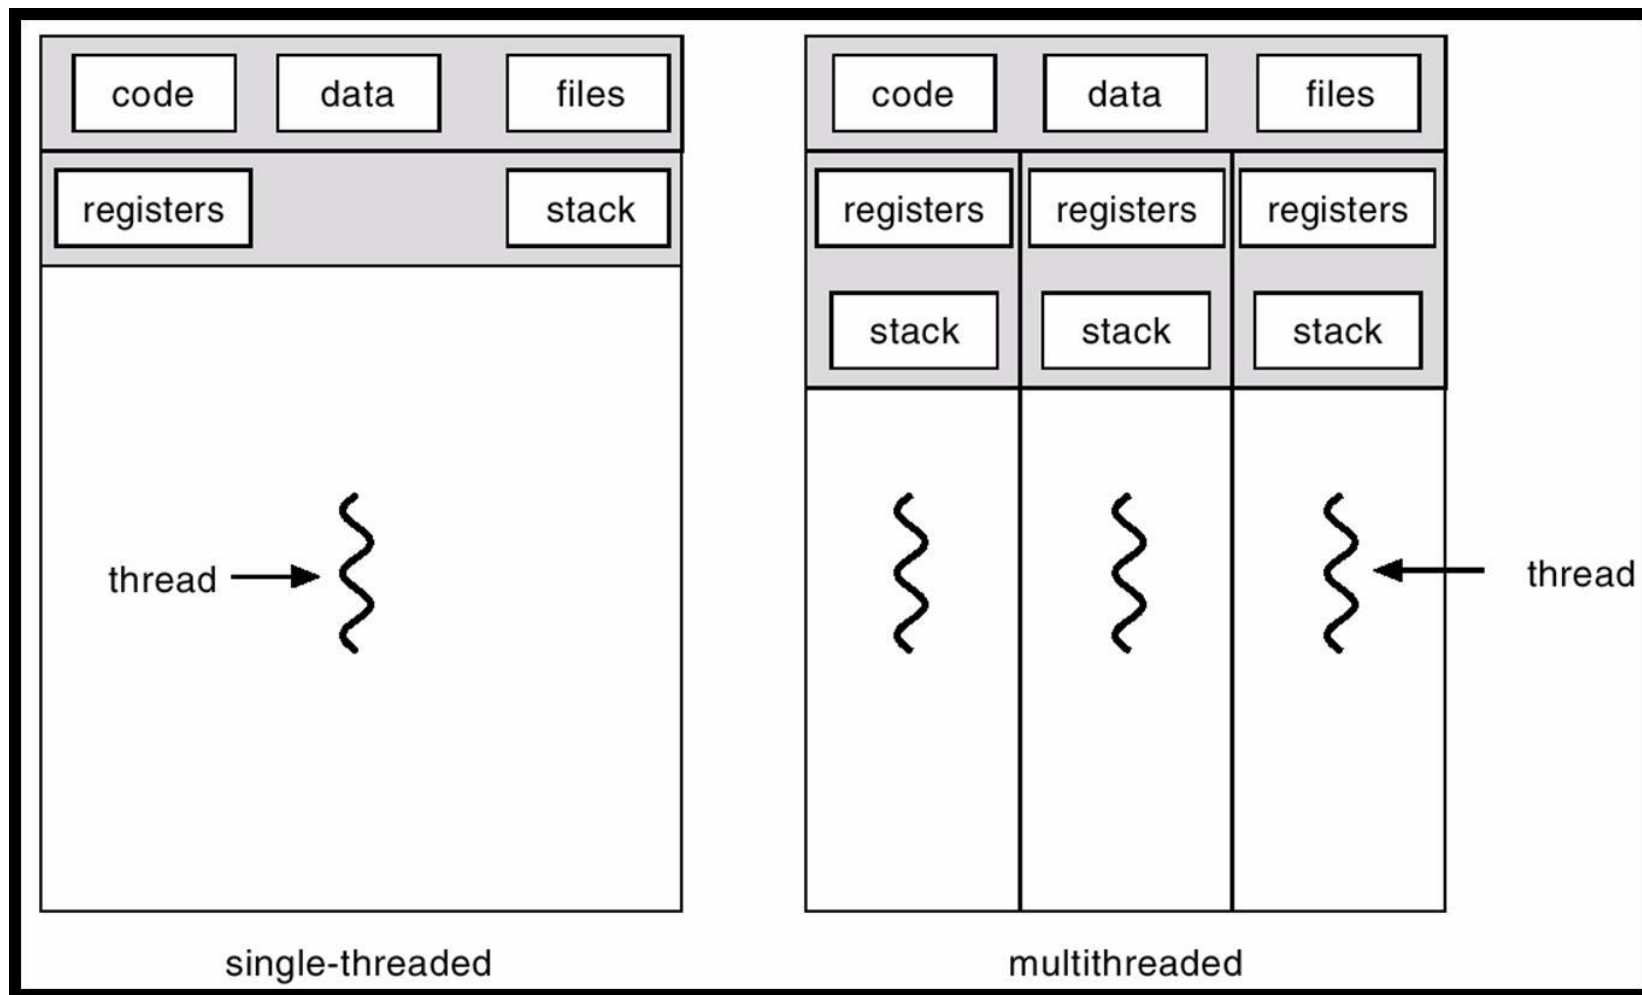 code data files
registers stack
thread
single-threaded
code data files
registers registers registers
stack stack stack
thread
multithreaded